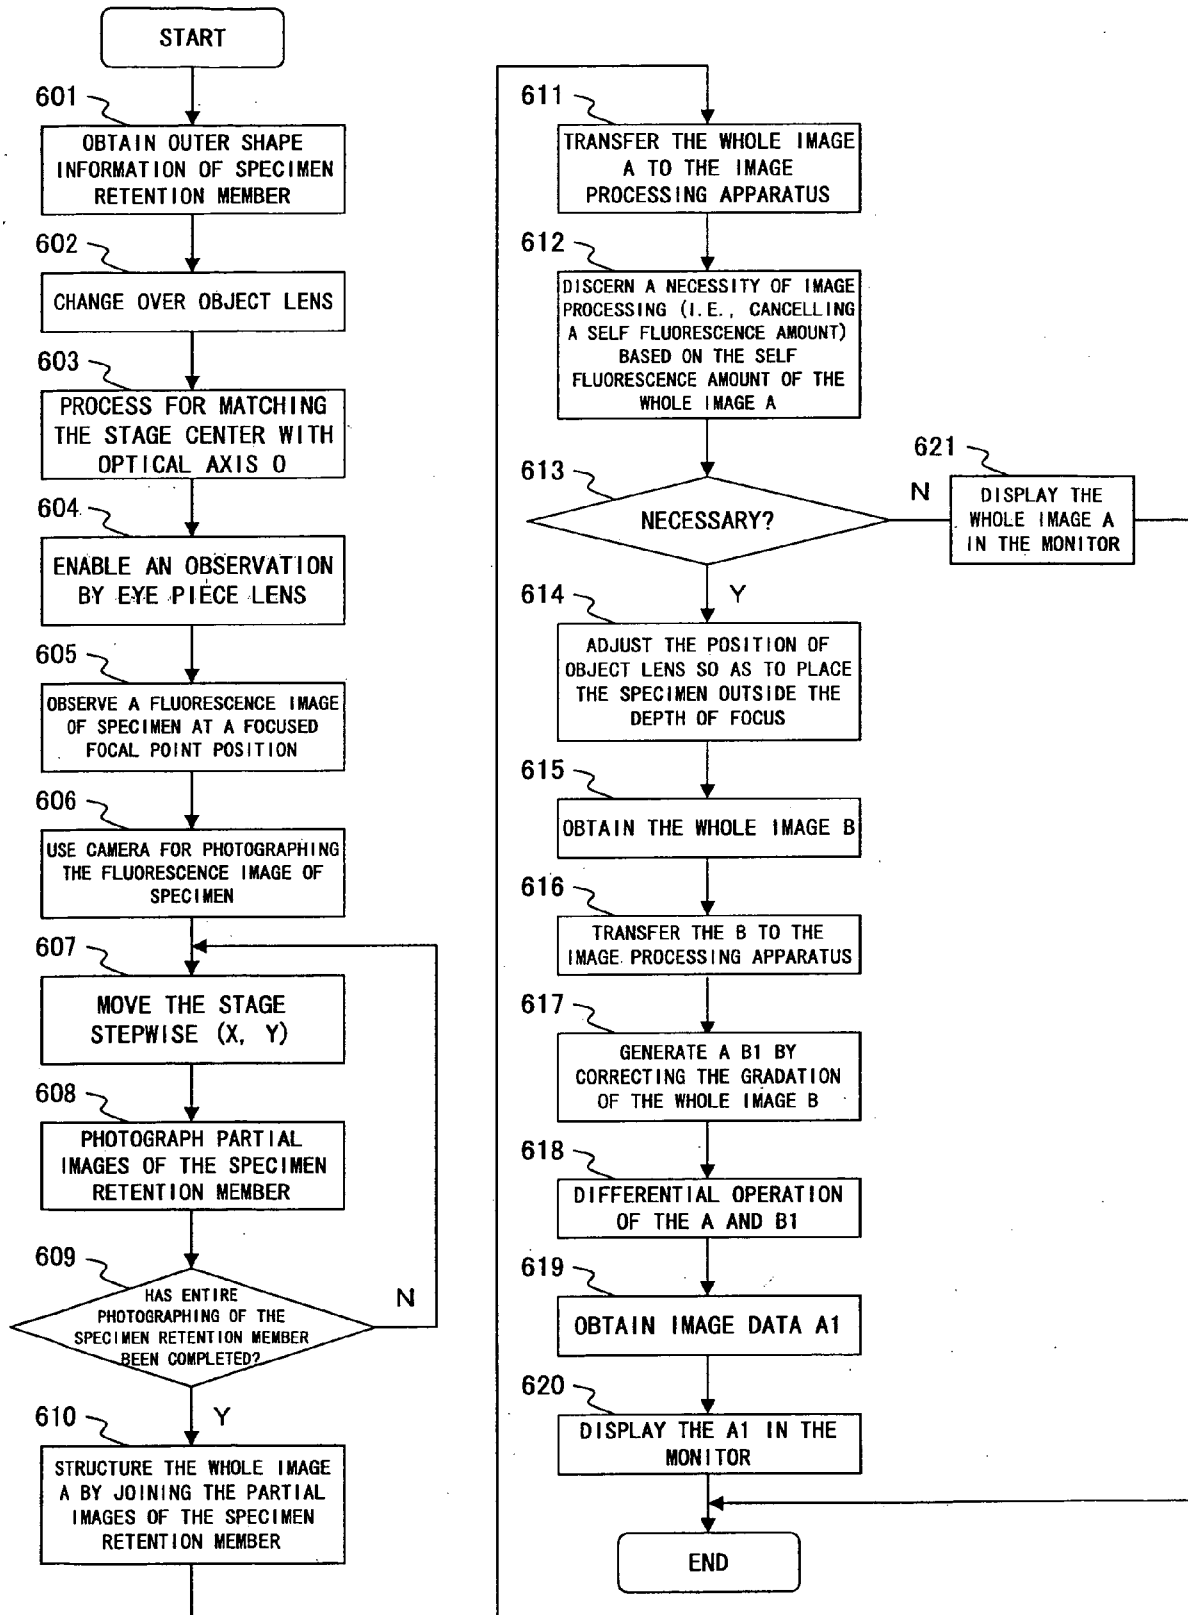 START
601
OBTAIN OUTER SHAPE
INFORMATION OF SPECIMEN
RETENTION MEMBER
602
CHANGE OVER OBJECT LENS
603
PROCESS FOR MATCHING
THE STAGE CENTER WITH
OPTICAL AXIS O
604
ENABLE AN OBSERVATION
BY EYE PIECE LENS
605
OBSERVE A FLUORESCENCE IMAGE
OF SPECIMEN AT A FOCUSED
FOCAL POINT POSITION
606
USE CAMERA FOR PHOTOGRAPHING
THE FLUORESCENCE IMAGE OF
SPECIMEN
607
MOVE THE STAGE
STEPWISE (X, Y)
608
PHOTOGRAPH PARTIAL
IMAGES OF THE SPECIMEN
RETENTION MEMBER
609
HAS ENTIRE
PHOTOGRAPHING OF THE
SPECIMEN RETENTION MEMBER
BEEN COMPLETED?
N
Y
610
STRUCTURE THE WHOLE IMAGE
A BY JOINING THE PARTIAL
IMAGES OF THE SPECIMEN
RETENTION MEMBER
611
TRANSFER THE WHOLE IMAGE
A TO THE IMAGE
PROCESSING APPARATUS
612
DISCERN A NECESSITY OF IMAGE
PROCESSING (I.E., CANCELLING
A SELF FLUORESCENCE AMOUNT)
BASED ON THE SELF
FLUORESCENCE AMOUNT OF THE
WHOLE IMAGE A
613
NECESSARY?
N
Y
621
DISPLAY THE
WHOLE IMAGE A
IN THE MONITOR
614
ADJUST THE POSITION OF
OBJECT LENS SO AS TO PLACE
THE SPECIMEN OUTSIDE THE
DEPTH OF FOCUS
615
OBTAIN THE WHOLE IMAGE B
616
TRANSFER THE B TO THE
IMAGE PROCESSING APPARATUS
617
GENERATE A B1 BY
CORRECTING THE GRADATION
OF THE WHOLE IMAGE B
618
DIFFERENTIAL OPERATION
OF THE A AND B1
619
OBTAIN IMAGE DATA A1
620
DISPLAY THE A1 IN THE
MONITOR
END